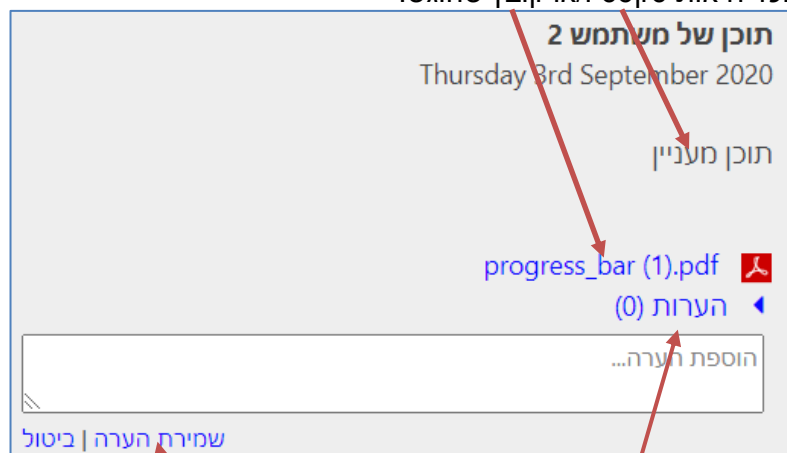 תוכן של משתמש 2
Thursday 3rd September 2020
תוכן מעניין
progress_bar (1).pdf
הערות (0)
הוספת הערה...
שמירת הערה | ביטול